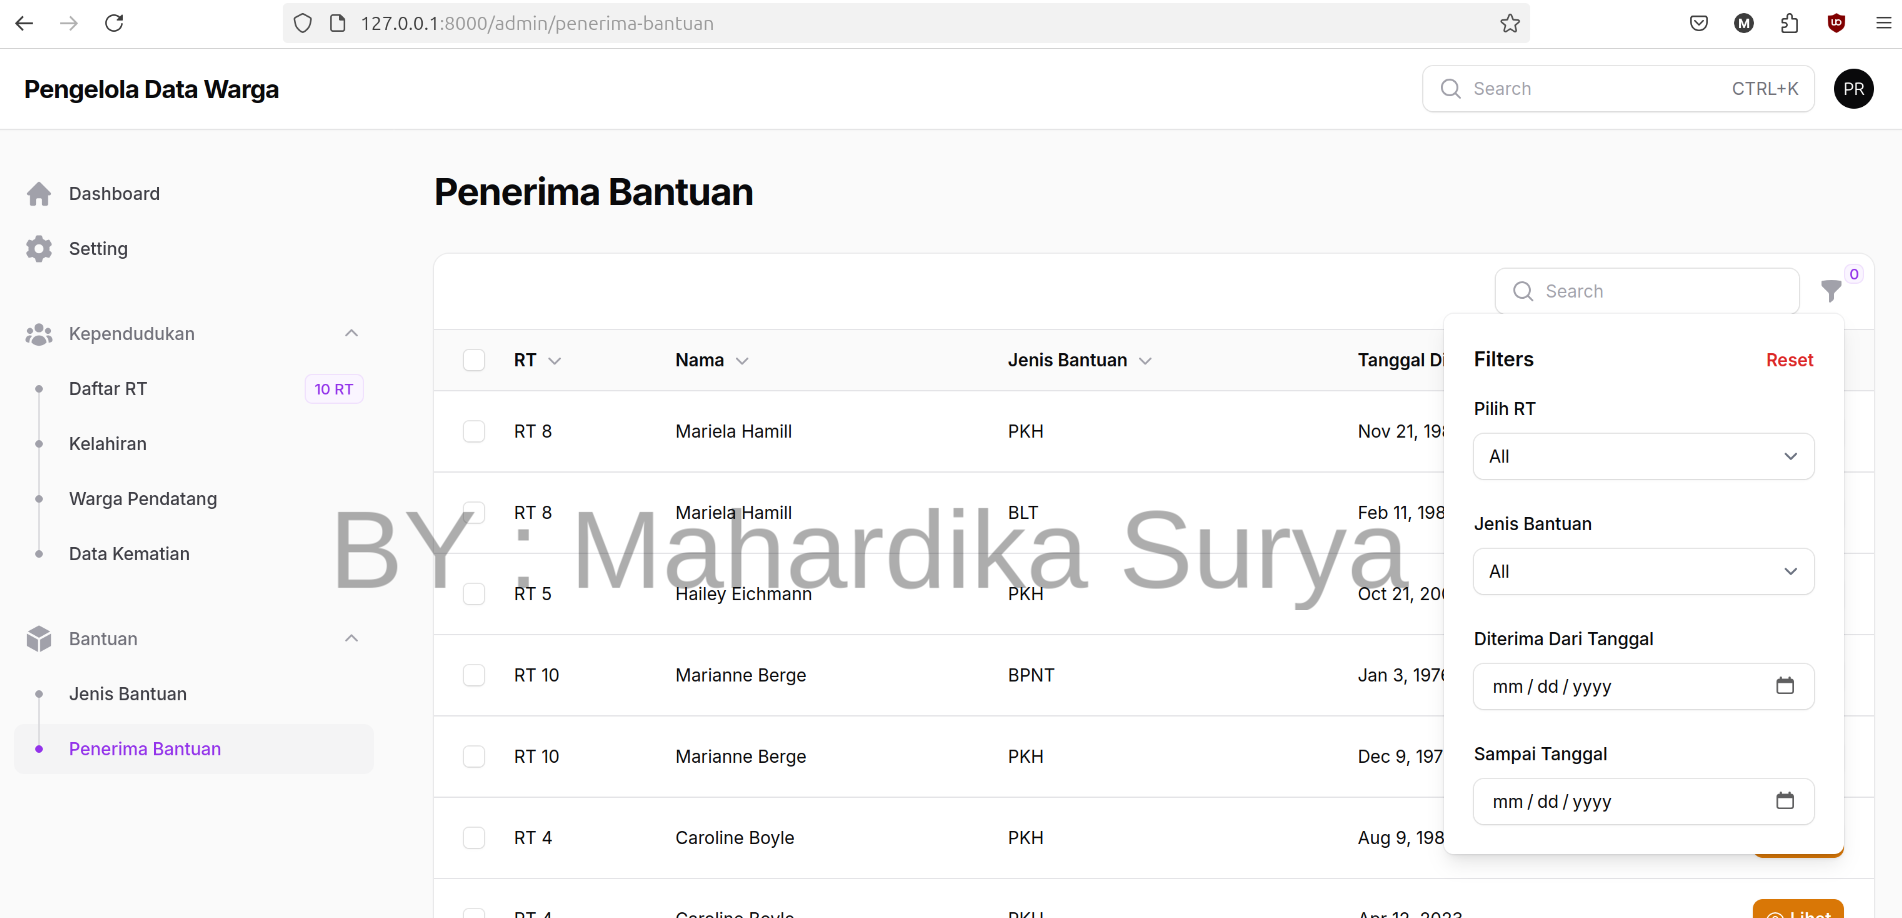 127.0.0.1:8000/admin/penerima-bantuan
M
Pengelola Data Warga
Search CTRL+K
PR
Dashboard
Setting
Kependudukan
Daftar RT 10 RT
Kelahiran
Warga Pendatang
Data Kematian
Bantuan
Jenis Bantuan
Penerima Bantuan
Penerima Bantuan
Search 0
RT Nama Jenis Bantuan Tanggal Di
RT 8 Mariela Hamill PKH Nov 21, 198
RT 8 Mariela Hamill BLT Feb 11, 198
RT 5 Hailey Eichmann PKH Oct 21, 200
RT 10 Marianne Berge BPNT Jan 3, 1976
RT 10 Marianne Berge PKH Dec 9, 197
RT 4 Caroline Boyle PKH Aug 9, 198
RT 4 Caroline Boyle PKH Apr 12, 2023 Lihat
Filters Reset
Pilih RT
All
Jenis Bantuan
All
Diterima Dari Tanggal
mm / dd / yyyy
Sampai Tanggal
mm / dd / yyyy
BY : Mahardika Surya